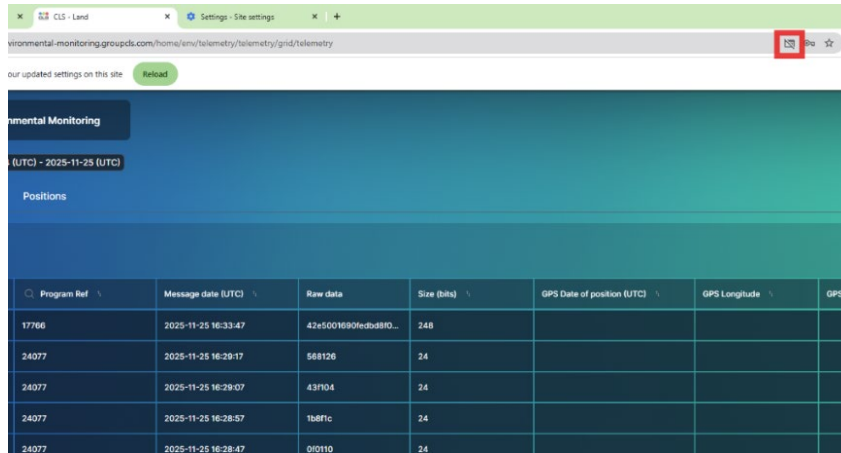 CLS - Land
Settings - Site settings
vironmental-monitoring.groupcls.com/home/env/telemetry/telemetry/grid/telemetry
our updated settings on this site
Reload
nmental Monitoring
(UTC) - 2025-11-25 (UTC)
Positions
Program Ref
Message date (UTC)
Raw data
Size (bits)
GPS Date of position (UTC)
GPS Longitude
GPS
17766
2025-11-25 16:33:47
42e5001690fedbd8f0...
248
24077
2025-11-25 16:29:17
568126
24
24077
2025-11-25 16:29:07
43f104
24
24077
2025-11-25 16:28:57
1b8f1c
24
24077
2025-11-25 16:28:47
0f0110
24